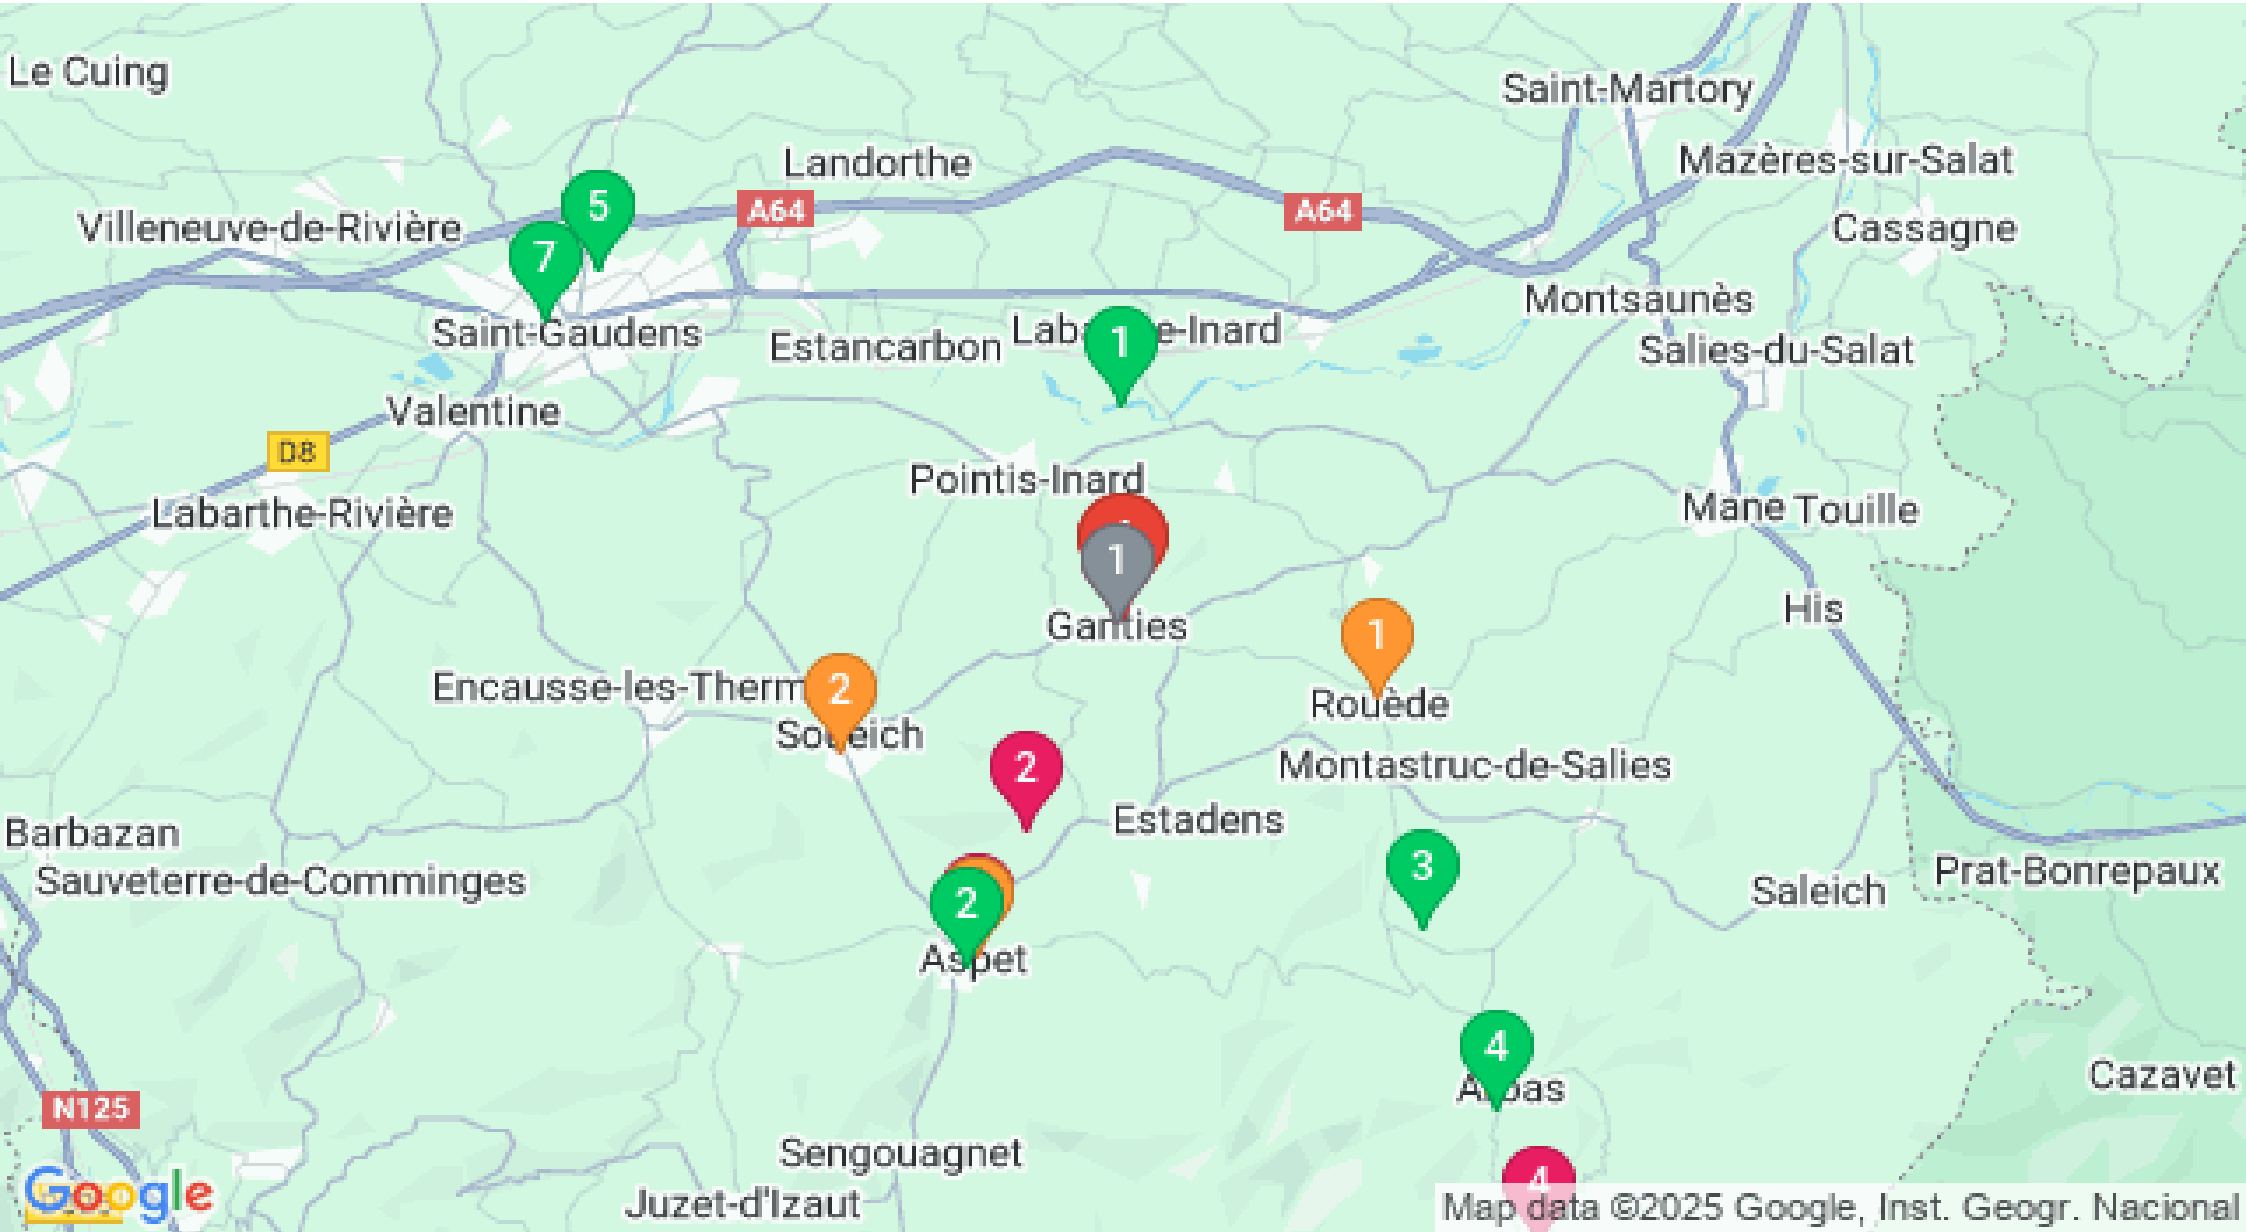 Le Cuing
Saint-Martory
Landorthe
Mazères-sur-Salat
5
A64
A64
Villeneuve-de-Rivière
Cassagne
7
Montsaunès
Saint-Gaudens
Estancarbon
1
Salies-du-Salat
Valentine
D8
Pointis-Inard
Labarthe-Rivière
Mane
Touille
1
Ganties
His
1
Rouède
Encausse-les-Therm
2
2
Montastruc-de-Salies
Estadens
Barbazan
3
Sauveterre-de-Comminges
Prat-Bonrepaux
Saleich
2
Aspet
4
Cazavet
N125
Sengouagnet
4
Juzet-d'Izaut
Google
Map data ©2025 Google, Inst. Geogr. Nacional